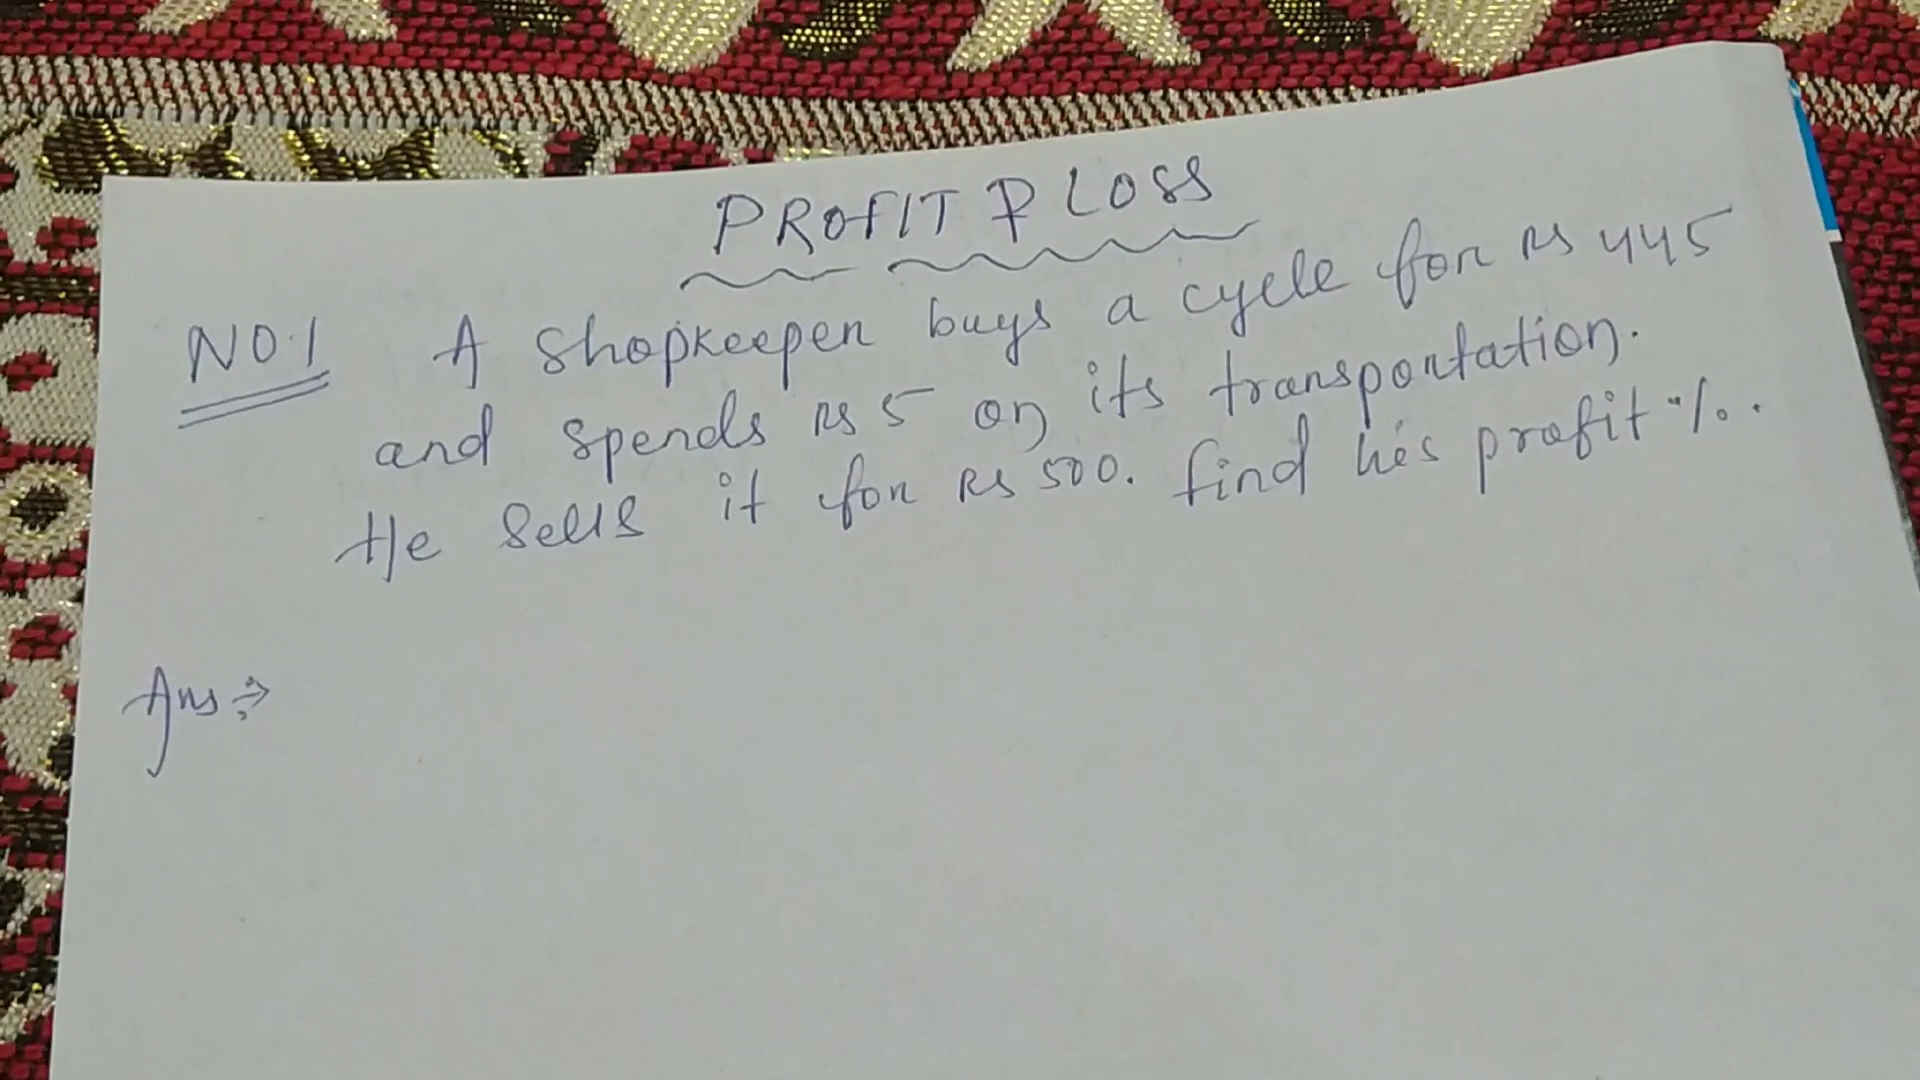 PROFIT & LOSS
NO.1 A shopkeeper buys a cycle for Rs 445
and spends Rs 5 on its transportation.
He sells it for Rs 500. find his profit %.
Ans:→